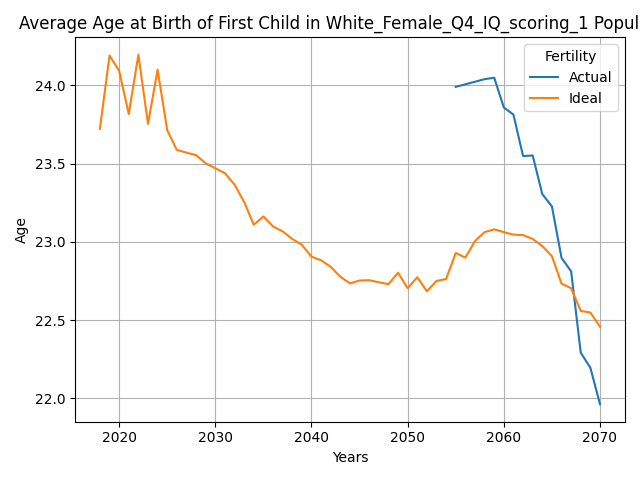 Average Age at Birth of First Child in White_Female_Q4_IQ_scoring_1 Popul
Fertility
Actual
Ideal
24.0
23.5
23.0
22.5
22.0
Age
2020 2030 2040 2050 2060 2070
Years